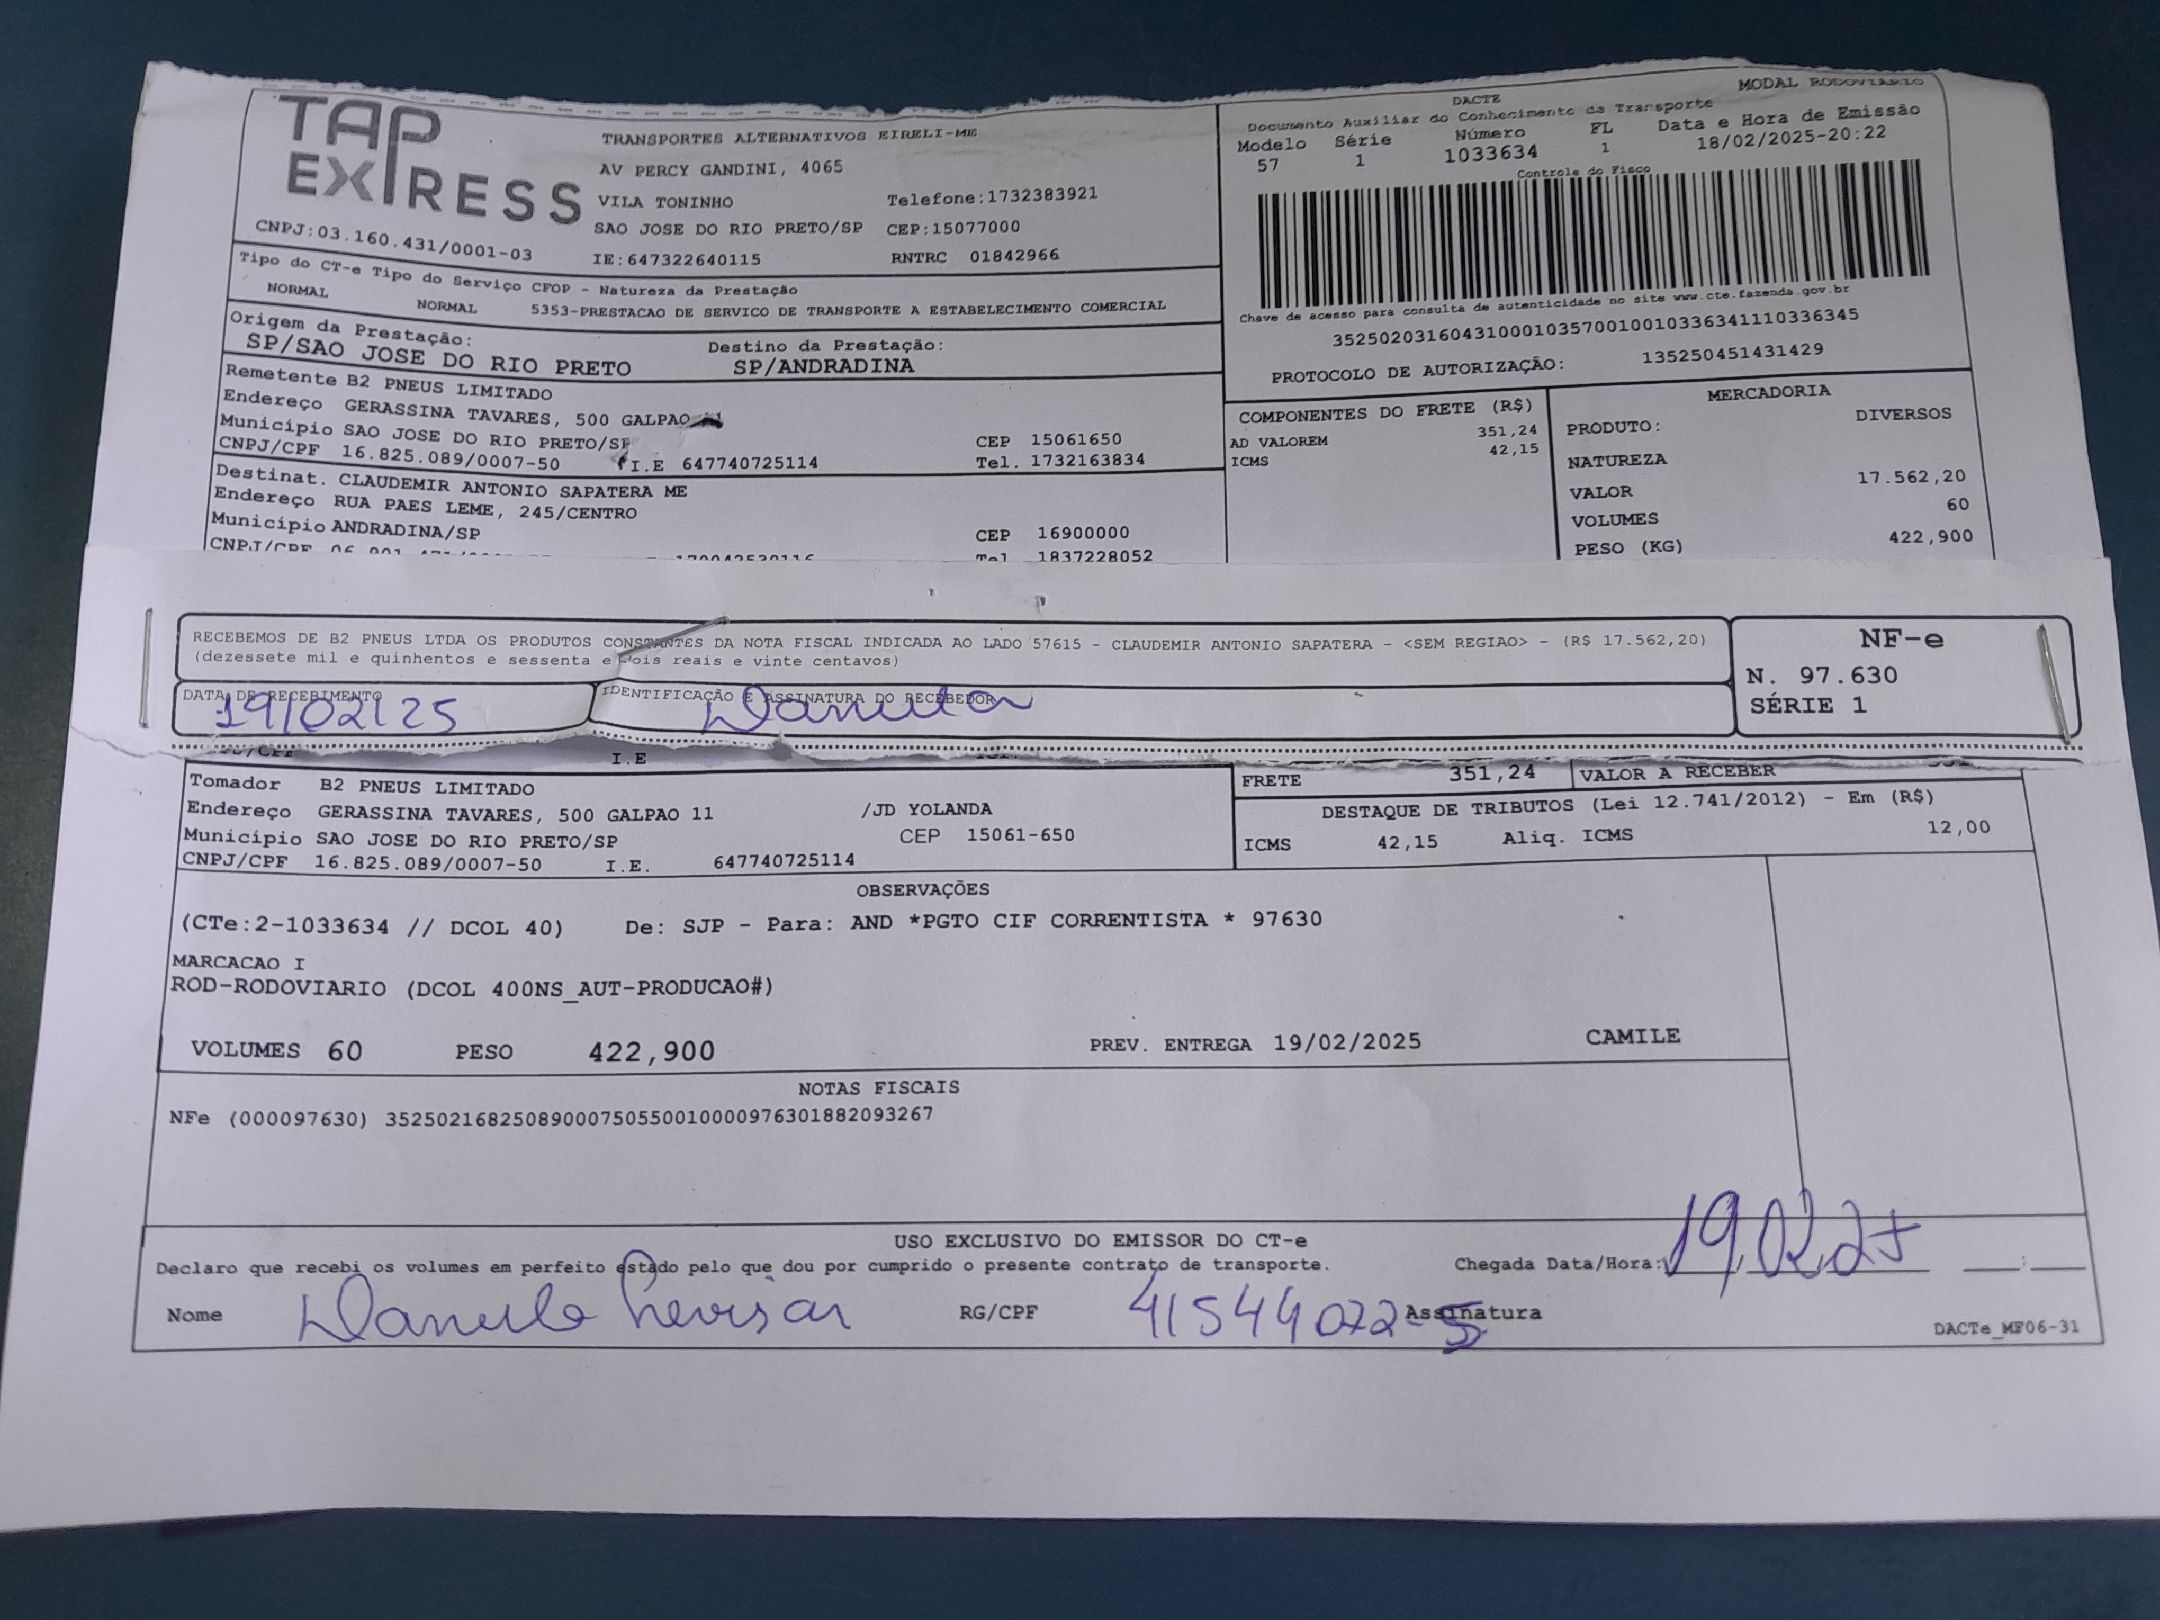 TAP
EXPRESS
CNPJ:03.160.431/0001-03
TRANSPORTES ALTERNATIVOS EIRELI-ME
AV PERCY GANDINI, 4065
VILA TONINHO Telefone:1732383921
SAO JOSE DO RIO PRETO/SP CEP:15077000
IE:647322640115 RNTRC 01842966
MODAL RODOVIARIO
DACTE
Documento Auxiliar do Conhecimento de Transporte
Modelo Série Número FL Data e Hora de Emissão
57 1 1033634 1 18/02/2025-20:22
Controle do Fisco
Chave de acesso para consulta de autenticidade no site www.cte.fazenda.gov.br
35250203160431000103570010010336341110336345
PROTOCOLO DE AUTORIZAÇÃO: 135250451431429
Tipo do CT-e Tipo do Serviço CFOP - Natureza da Prestação
NORMAL NORMAL 5353-PRESTACAO DE SERVICO DE TRANSPORTE A ESTABELECIMENTO COMERCIAL
Origem da Prestação: Destino da Prestação:
SP/SAO JOSE DO RIO PRETO SP/ANDRADINA
Remetente B2 PNEUS LIMITADO
Endereço GERASSINA TAVARES, 500 GALPAO
Município SAO JOSE DO RIO PRETO/SP CEP 15061650
CNPJ/CPF 16.825.089/0007-50 I.E 647740725114 Tel. 1732163834
Destinat. CLAUDEMIR ANTONIO SAPATERA ME
Endereço RUA PAES LEME, 245/CENTRO
Município ANDRADINA/SP CEP 16900000
CNPJ/CPF Tel 1837228052
COMPONENTES DO FRETE (R$)
AD VALOREM 351,24
ICMS 42,15
MERCADORIA
PRODUTO: DIVERSOS
NATUREZA
VALOR 17.562,20
VOLUMES 60
PESO (KG) 422,900
RECEBEMOS DE B2 PNEUS LTDA OS PRODUTOS CONSTANTES DA NOTA FISCAL INDICADA AO LADO 57615 - CLAUDEMIR ANTONIO SAPATERA - <SEM REGIAO> - (R$ 17.562,20)
(dezessete mil e quinhentos e sessenta e dois reais e vinte centavos)
DATA DE RECEBIMENTO IDENTIFICAÇÃO E ASSINATURA DO RECEBEDOR
19/02/25
NF-e
N. 97.630
SÉRIE 1
I.E
Tomador B2 PNEUS LIMITADO
Endereço GERASSINA TAVARES, 500 GALPAO 11 /JD YOLANDA
Município SAO JOSE DO RIO PRETO/SP CEP 15061-650
CNPJ/CPF 16.825.089/0007-50 I.E. 647740725114
FRETE 351,24 VALOR A RECEBER
DESTAQUE DE TRIBUTOS (Lei 12.741/2012) - Em (R$)
ICMS 42,15 Aliq. ICMS 12,00
OBSERVAÇÕES
(CTe:2-1033634 // DCOL 40) De: SJP - Para: AND *PGTO CIF CORRENTISTA * 97630
MARCACAO I
ROD-RODOVIARIO (DCOL 400NS_AUT-PRODUCAO#)
VOLUMES 60 PESO 422,900 PREV. ENTREGA 19/02/2025 CAMILE
NOTAS FISCAIS
NFe (000097630) 35250216825089000750550010000976301882093267
USO EXCLUSIVO DO EMISSOR DO CT-e
Declaro que recebi os volumes em perfeito estado pelo que dou por cumprido o presente contrato de transporte. Chegada Data/Hora: 19 02 25
Nome RG/CPF 41544072-5 Assinatura
DACTe_MF06-31